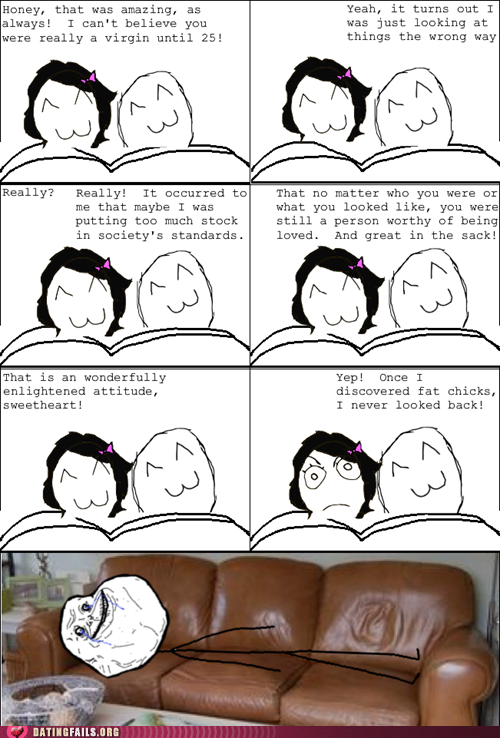 Honey, that was amazing, as
always!  I can't believe you
were really a virgin until 25!
Yeah, it turns out I
was just looking at
things the wrong way
Really?
Really!  It occurred to
me that maybe I was
putting too much stock
in society's standards.
That no matter who you were or
what you looked like, you were
still a person worthy of being
loved.  And great in the sack!
That is an wonderfully
enlightened attitude,
sweetheart!
Yep!  Once I
discovered fat chicks,
I never looked back!
DATINGFAILS.ORG